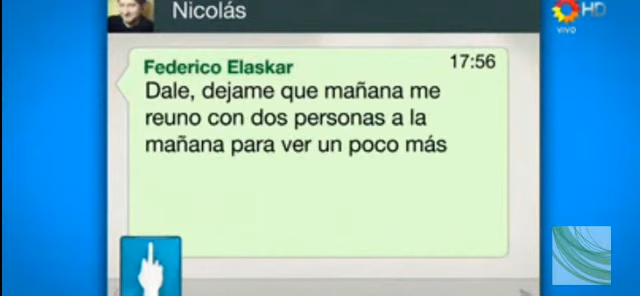 Nicolás
HD
VIVO
Federico Elaskar
17:56
Dale, dejame que mañana me
reuno con dos personas a la
mañana para ver un poco más